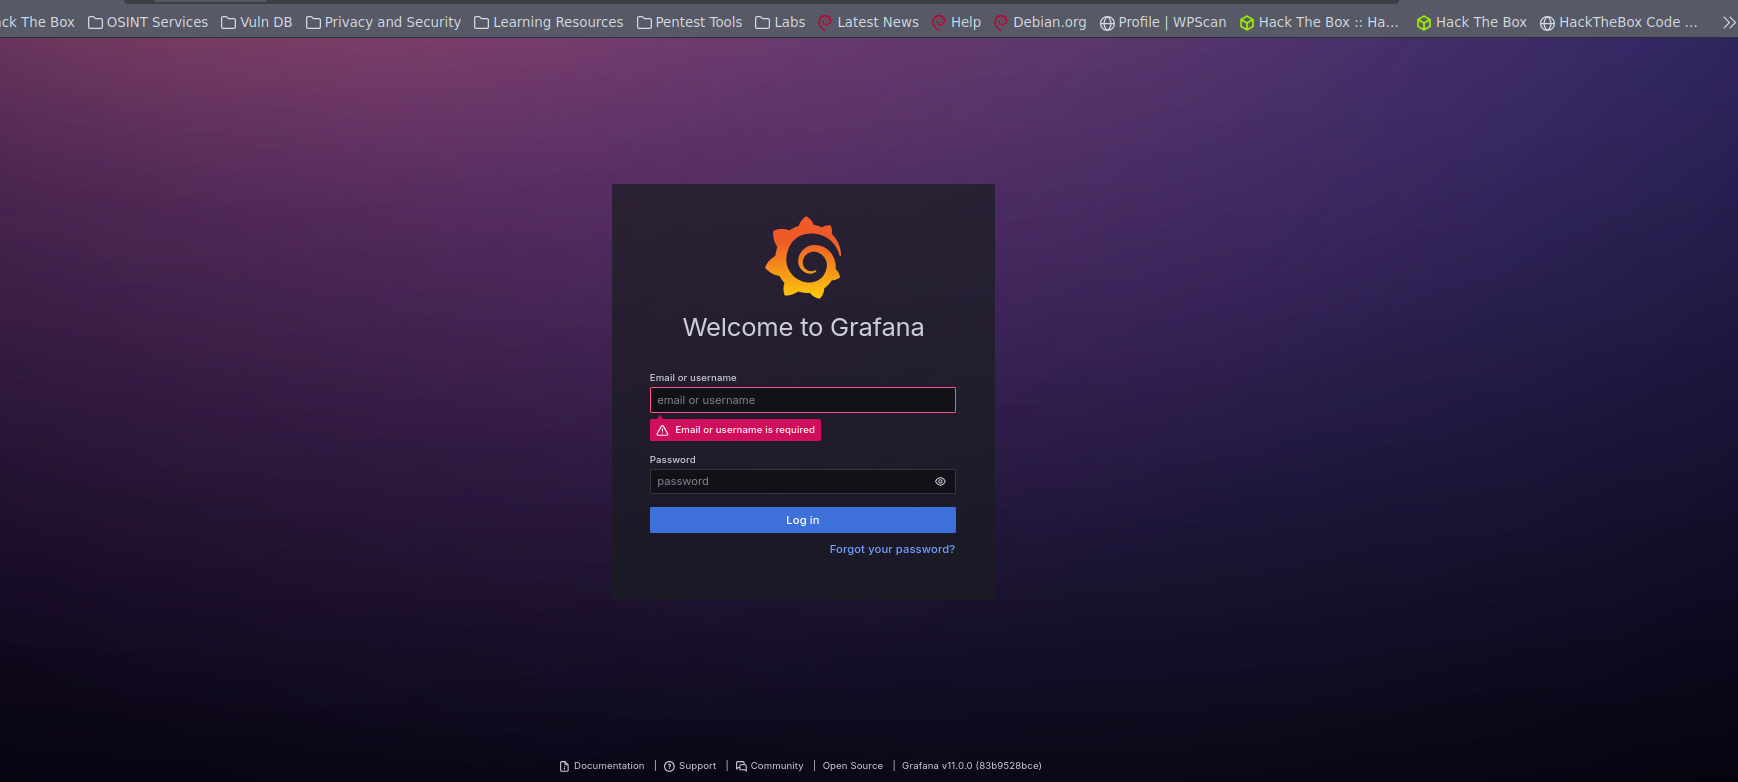 ck The Box OSINT Services Vuln DB Privacy and Security Learning Resources Pentest Tools Labs Latest News Help Debian.org Profile | WPScan Hack The Box :: Ha... Hack The Box HackTheBox Code ...
Welcome to Grafana
Email or username
email or username
Email or username is required
Password
password
Log in
Forgot your password?
Documentation | Support | Community | Open Source | Grafana v11.0.0 (83b9528bce)